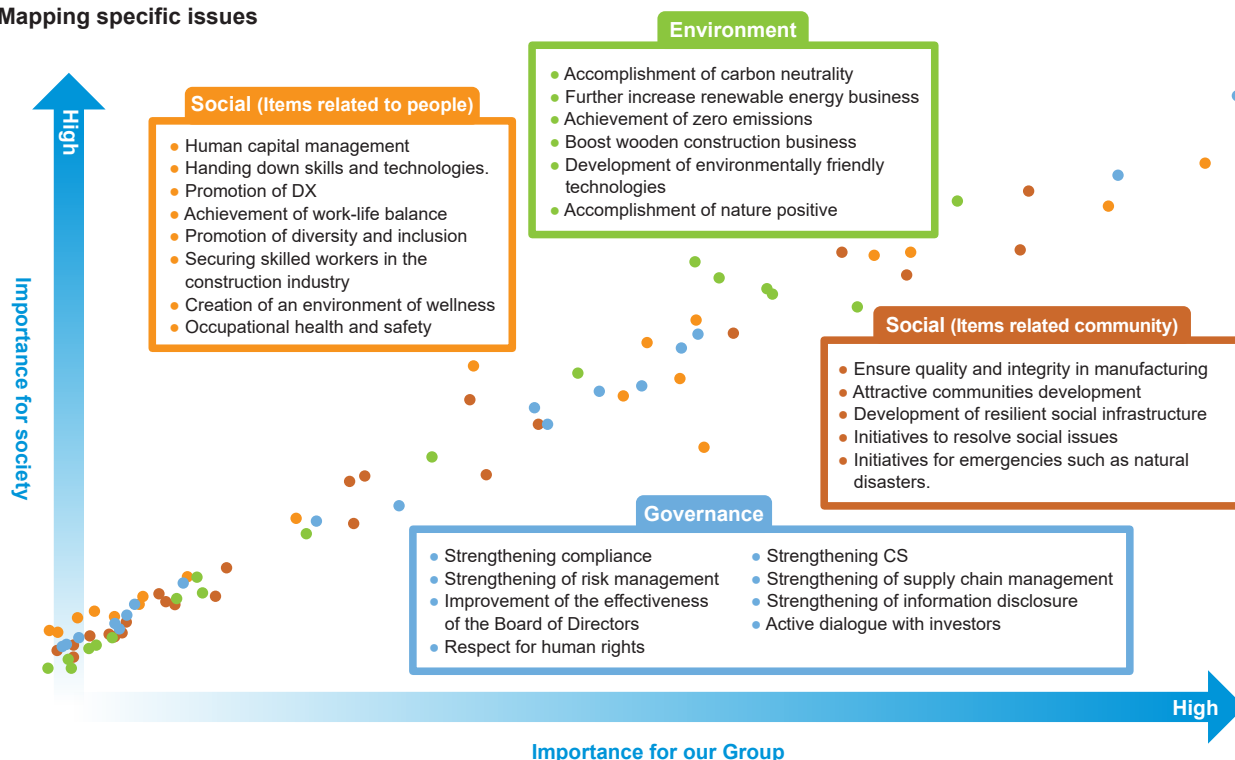 Mapping specific issues
Environment
Accomplishment of carbon neutrality
Further increase renewable energy business
Achievement of zero emissions
Boost wooden construction business
Development of environmentally friendly
technologies
Accomplishment of nature positive
High
Social (Items related to people)
Human capital management
Handing down skills and technologies.
Promotion of DX
Achievement of work-life balance
Promotion of diversity and inclusion
Securing skilled workers in the
construction industry
Creation of an environment of wellness
Occupational health and safety
Importance for society
Social (Items related community)
Ensure quality and integrity in manufacturing
Attractive communities development
Development of resilient social infrastructure
Initiatives to resolve social issues
Initiatives for emergencies such as natural
disasters.
Governance
Strengthening compliance
Strengthening of risk management
Improvement of the effectiveness
of the Board of Directors
Respect for human rights
Strengthening CS
Strengthening of supply chain management
Strengthening of information disclosure
Active dialogue with investors
High
Importance for our Group